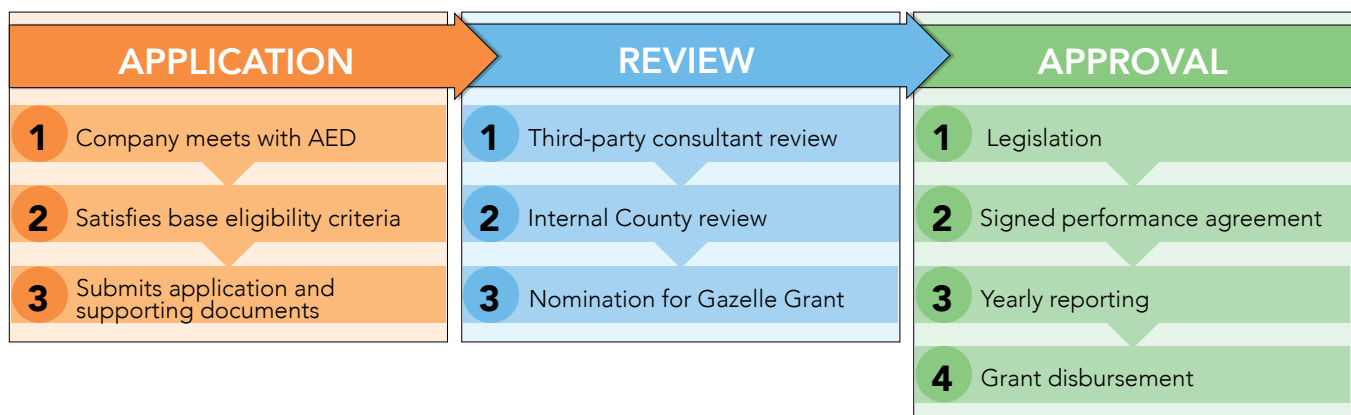 APPLICATION
1 Company meets with AED
2 Satisfies base eligibility criteria
3 Submits application and
supporting documents
REVIEW
1 Third-party consultant review
2 Internal County review
3 Nomination for Gazelle Grant
APPROVAL
1 Legislation
2 Signed performance agreement
3 Yearly reporting
4 Grant disbursement